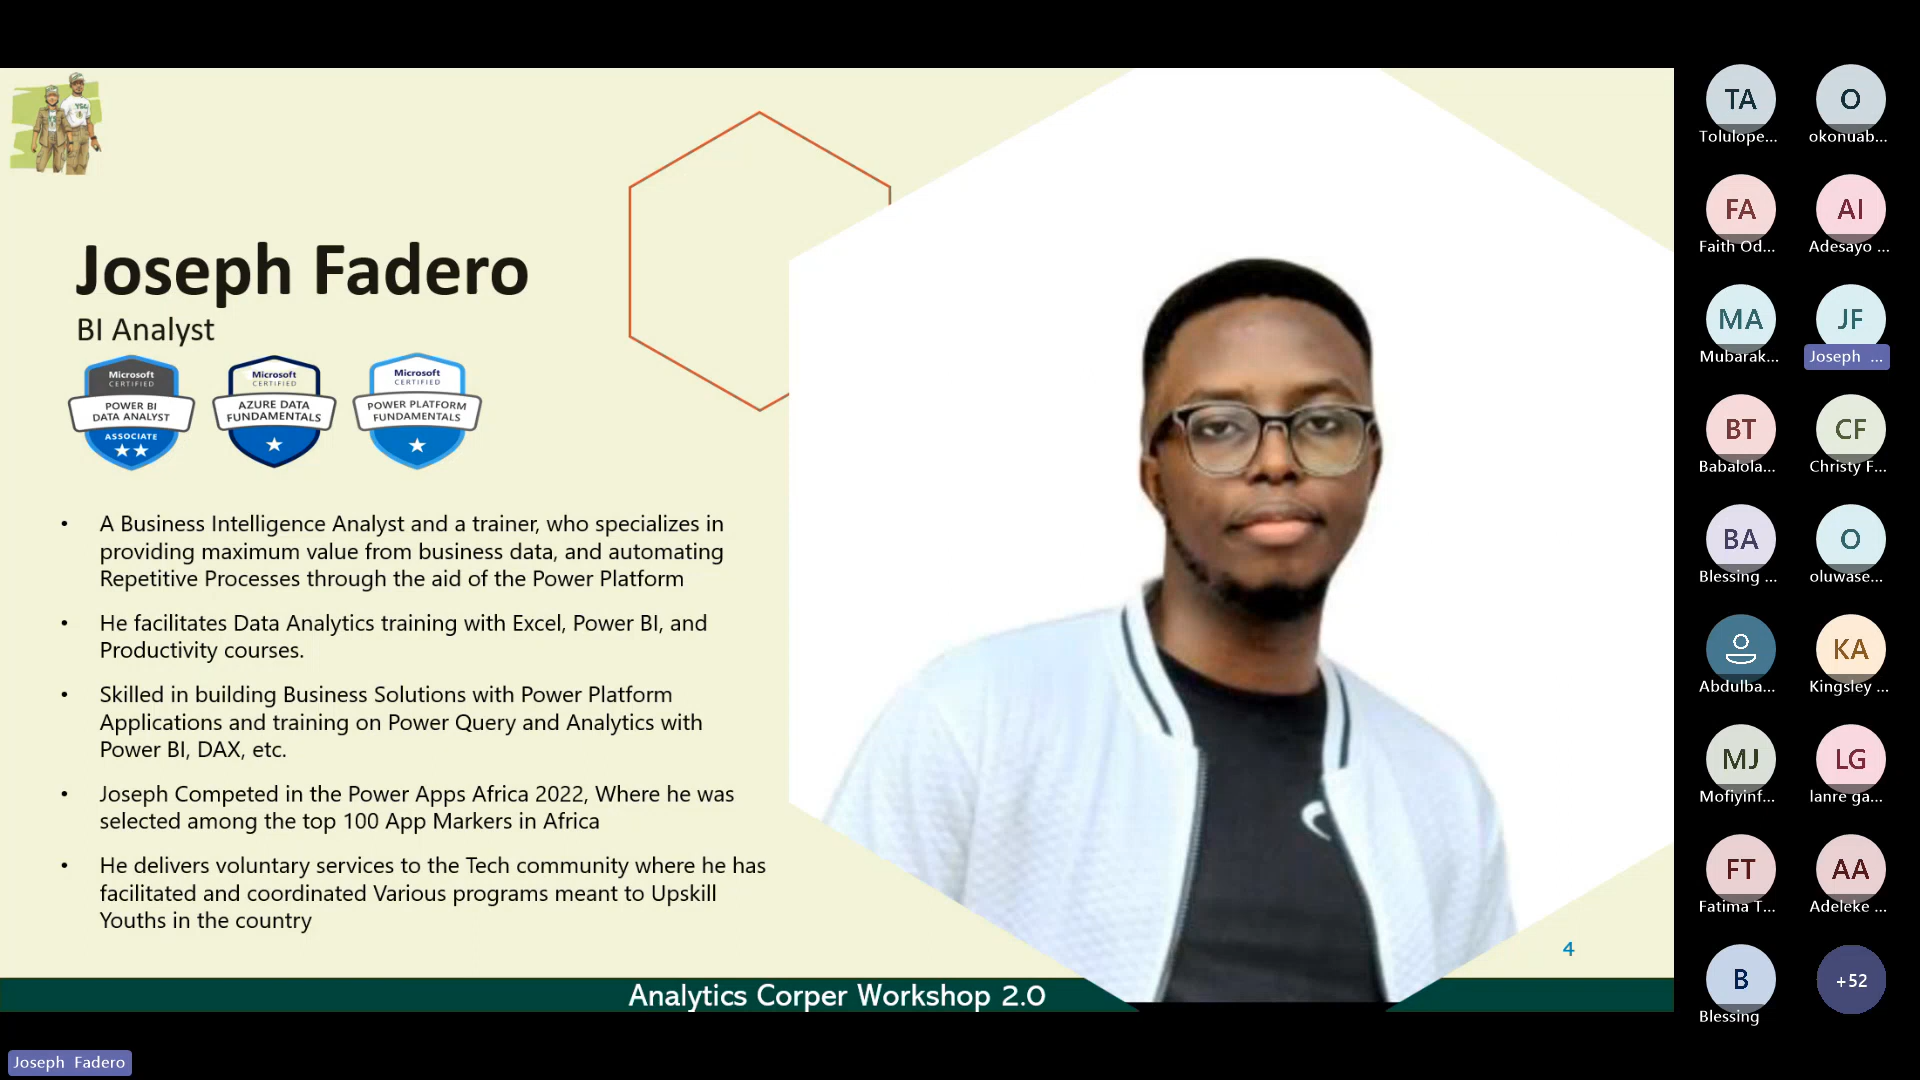 Joseph Fadero
BI Analyst
Microsoft
CERTIFIED
POWER BI
DATA ANALYST
ASSOCIATE
Microsoft
CERTIFIED
AZURE DATA
FUNDAMENTALS
Microsoft
CERTIFIED
POWER PLATFORM
FUNDAMENTALS
• A Business Intelligence Analyst and a trainer, who specializes in
providing maximum value from business data, and automating
Repetitive Processes through the aid of the Power Platform
• He facilitates Data Analytics training with Excel, Power BI, and
Productivity courses.
• Skilled in building Business Solutions with Power Platform
Applications and training on Power Query and Analytics with
Power BI, DAX, etc.
• Joseph Competed in the Power Apps Africa 2022, Where he was
selected among the top 100 App Markers in Africa
• He delivers voluntary services to the Tech community where he has
facilitated and coordinated Various programs meant to Upskill
Youths in the country
4
Analytics Corper Workshop 2.0
Joseph Fadero
TA
Tolulope...
O
okonuab...
FA
Faith Od...
AI
Adesayo ...
MA
Mubarak...
JF
Joseph ...
BT
Babalola...
CF
Christy F...
BA
Blessing ...
O
oluwase...
Abdulba...
KA
Kingsley ...
MJ
Mofiyinf...
LG
lanre ga...
FT
Fatima T...
AA
Adeleke ...
B
Blessing
+52